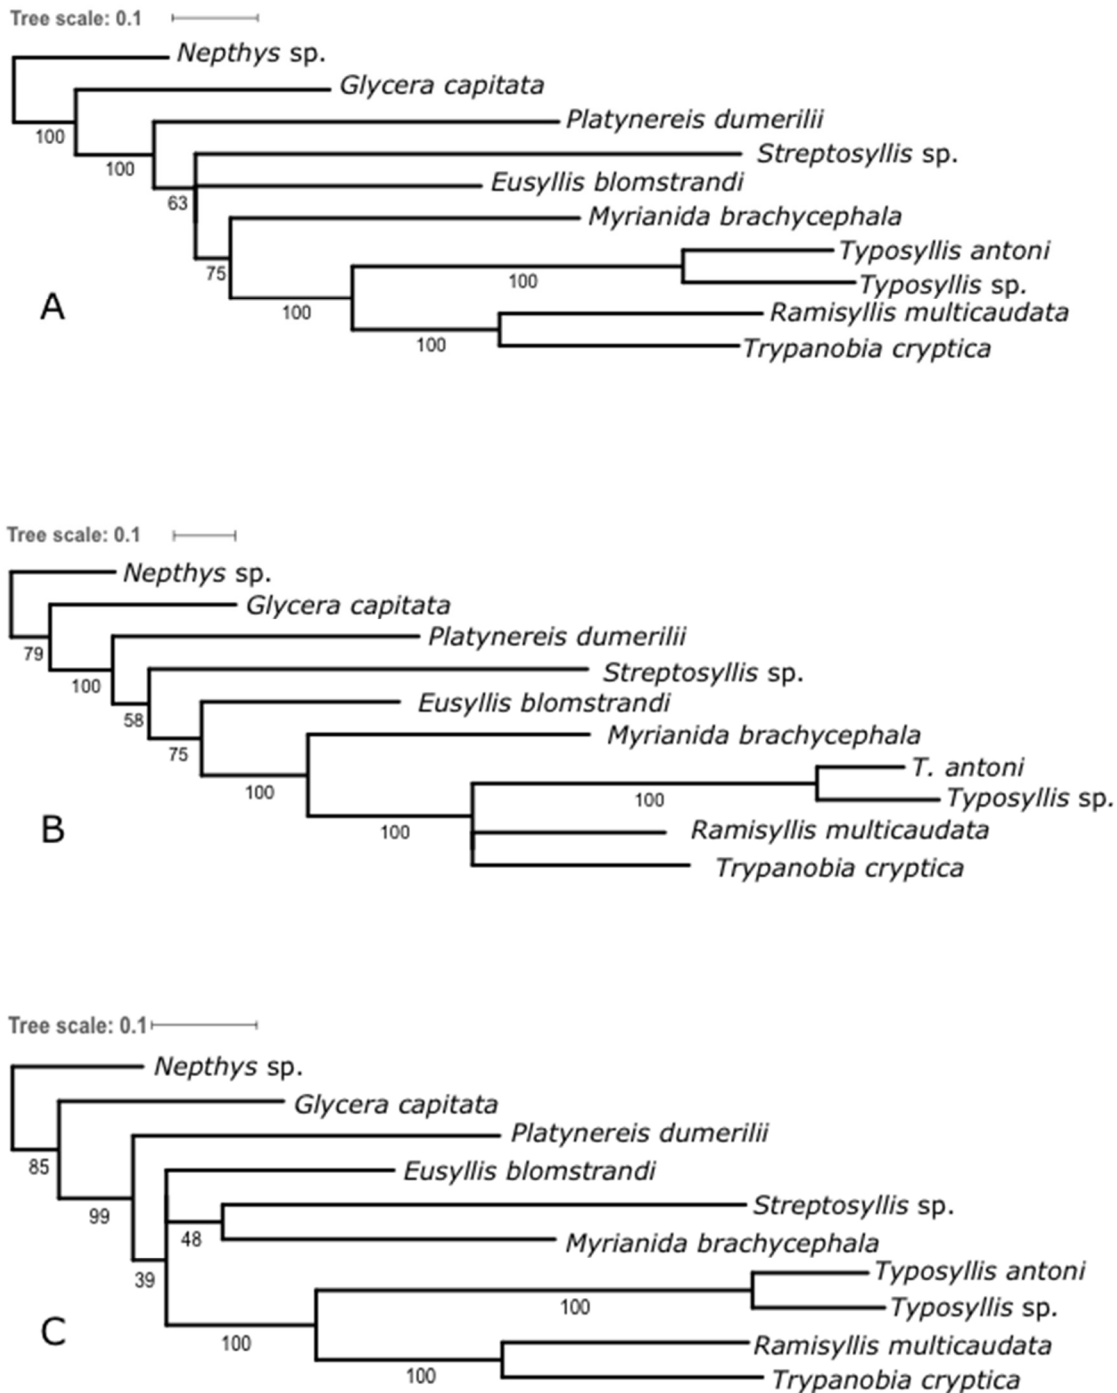 Tree scale: 0.1
Nepthys sp.
Glycera capitata
100
Platynereis dumerilii
100
Streptosyllis sp.
Eusyllis blomstrandi
63
Myrianida brachycephala
Typosyllis antoni
75
100
Typosyllis sp.
A
100
Ramisyllis multicaudata
100
Trypanobia cryptica
Tree scale: 0.1
Nepthys sp.
Glycera capitata
Platynereis dumerilii
79
Streptosyllis sp.
100
Eusyllis blomstrandi
58
Myrianida brachycephala
75
T. antoni
100
100
Typosyllis sp.
B
100
Ramisyllis multicaudata
Trypanobia cryptica
Tree scale: 0.1
Nepthys sp.
Glycera capitata
Platynereis dumerilii
85
Eusyllis blomstrandi
Streptosyllis sp.
99
48
Myrianida brachycephala
39
Typosyllis antoni
100
Typosyllis sp.
C
100
Ramisyllis multicaudata
100
Trypanobia cryptica